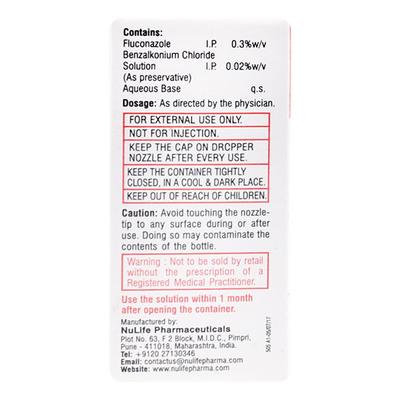 Contains:
Fluconazole I.P. 0.3%w/v
Benzalkonium Chloride
Solution I.P. 0.02%w/v
(As preservative)
Aqueous Base q.s.
Dosage: As directed by the physician.
FOR EXTERNAL USE ONLY.
NOT FOR INJECTION.
KEEP THE CAP ON DRCPPER
NOZZLE AFTER EVERY USE.
KEEP THE CONTAINER TIGHTLY
CLOSED, IN A COOL & DARK PLACE.
KEEP OUT OF REACH OF CHILDREN.
Caution: Avoid touching the nozzle-
tip to any surface during or after
use. Doing so may contaminate the
contents of the bottle.
Warning : Not to be sold by retail
without the prescription of a
Registered Medical Practitioner.
Use the solution within 1 month
after opening the container.
Manufactured by:
NuLife Pharmaceuticals
Plot No. 63, F 2 Block, M.I.D.C., Pimpri,
Pune - 411018, Maharashtra, India.
Tel.: +9120 27130346
Email : contactus@nulifepharma.com
Website : www.nulifepharma.com